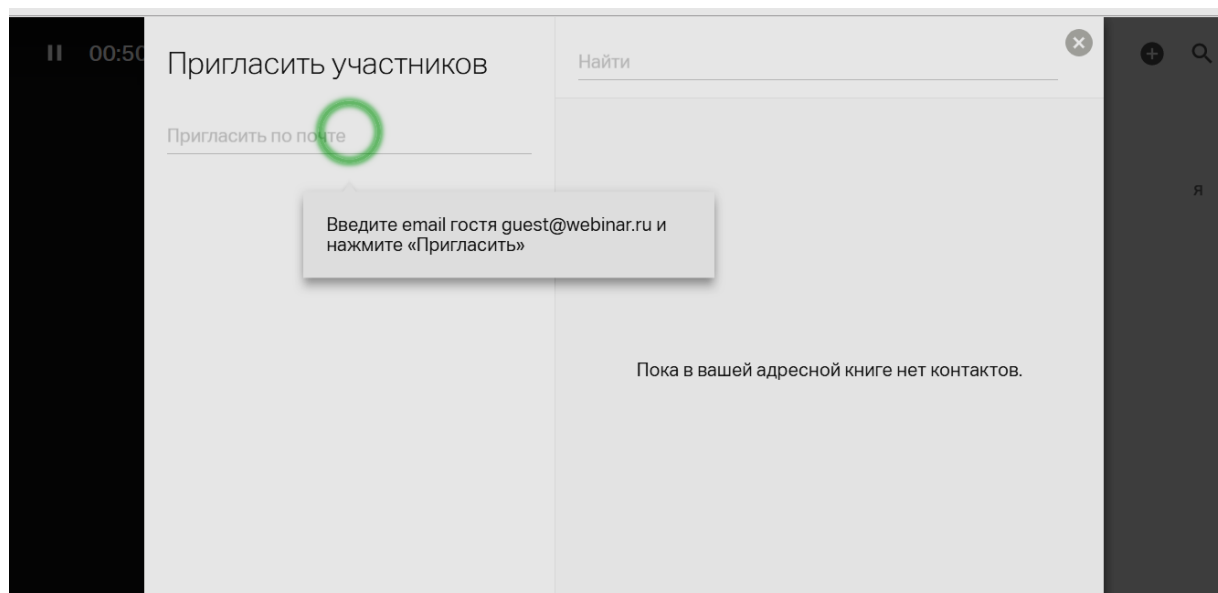 00:50
Пригласить участников
Найти
Пригласить по почте
я
Введите email гостя guest@webinar.ru и
нажмите «Пригласить»
Пока в вашей адресной книге нет контактов.